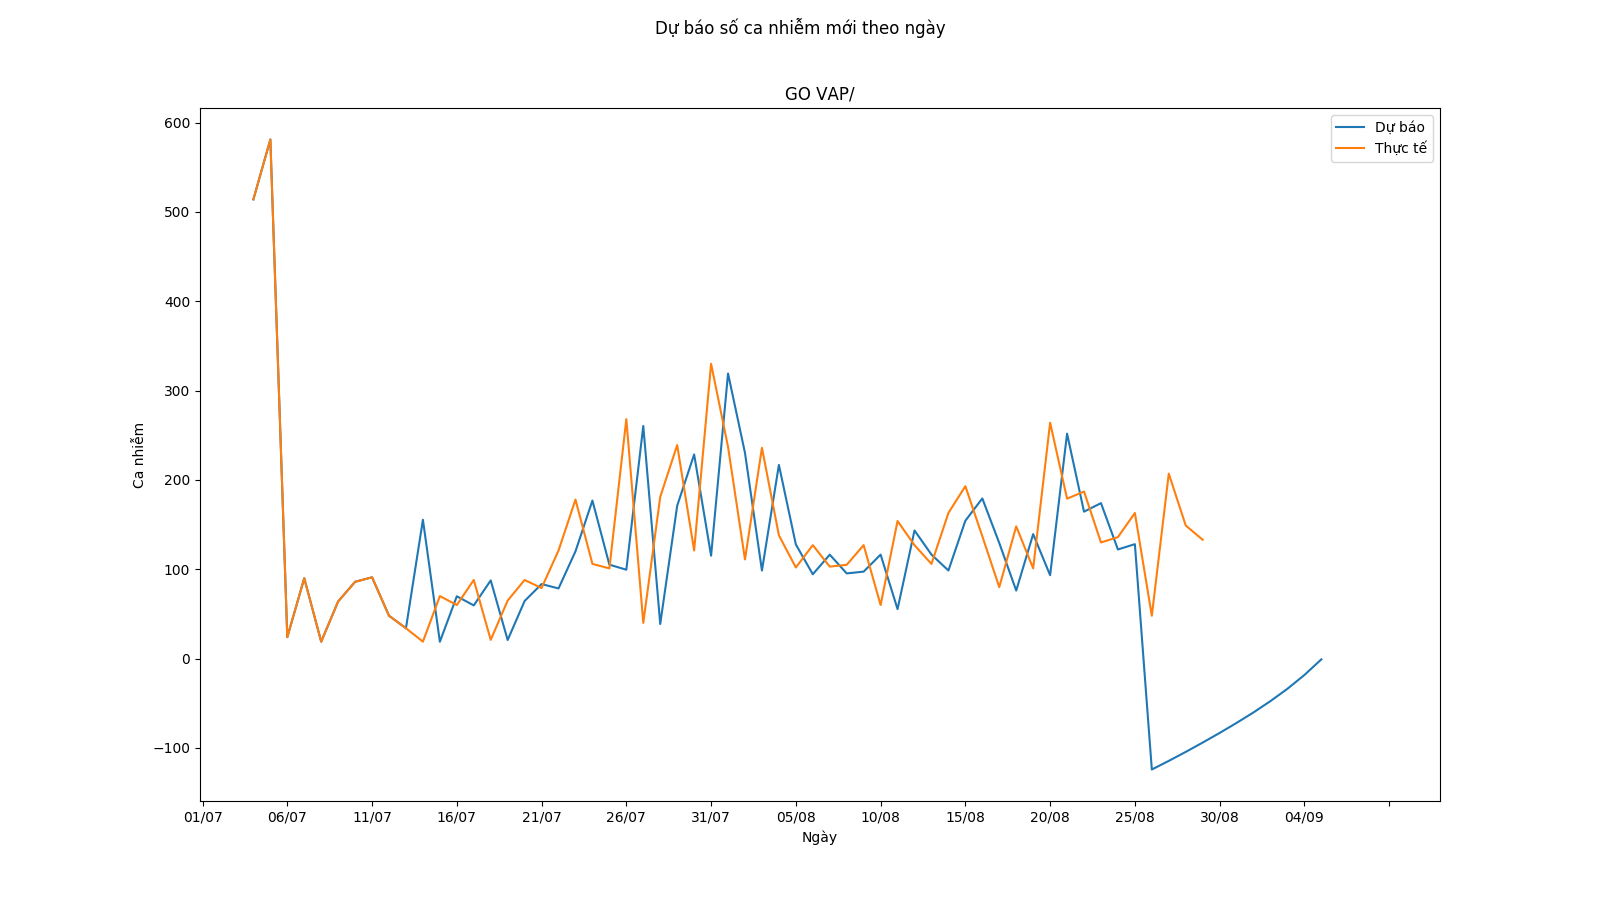 Dự báo số ca nhiễm mới theo ngày
GO VAP/
Dự báo
Thực tế
600
500
400
300
200
100
0
−100
Ca nhiễm
01/07 06/07 11/07 16/07 21/07 26/07 31/07 05/08 10/08 15/08 20/08 25/08 30/08 04/09
Ngày